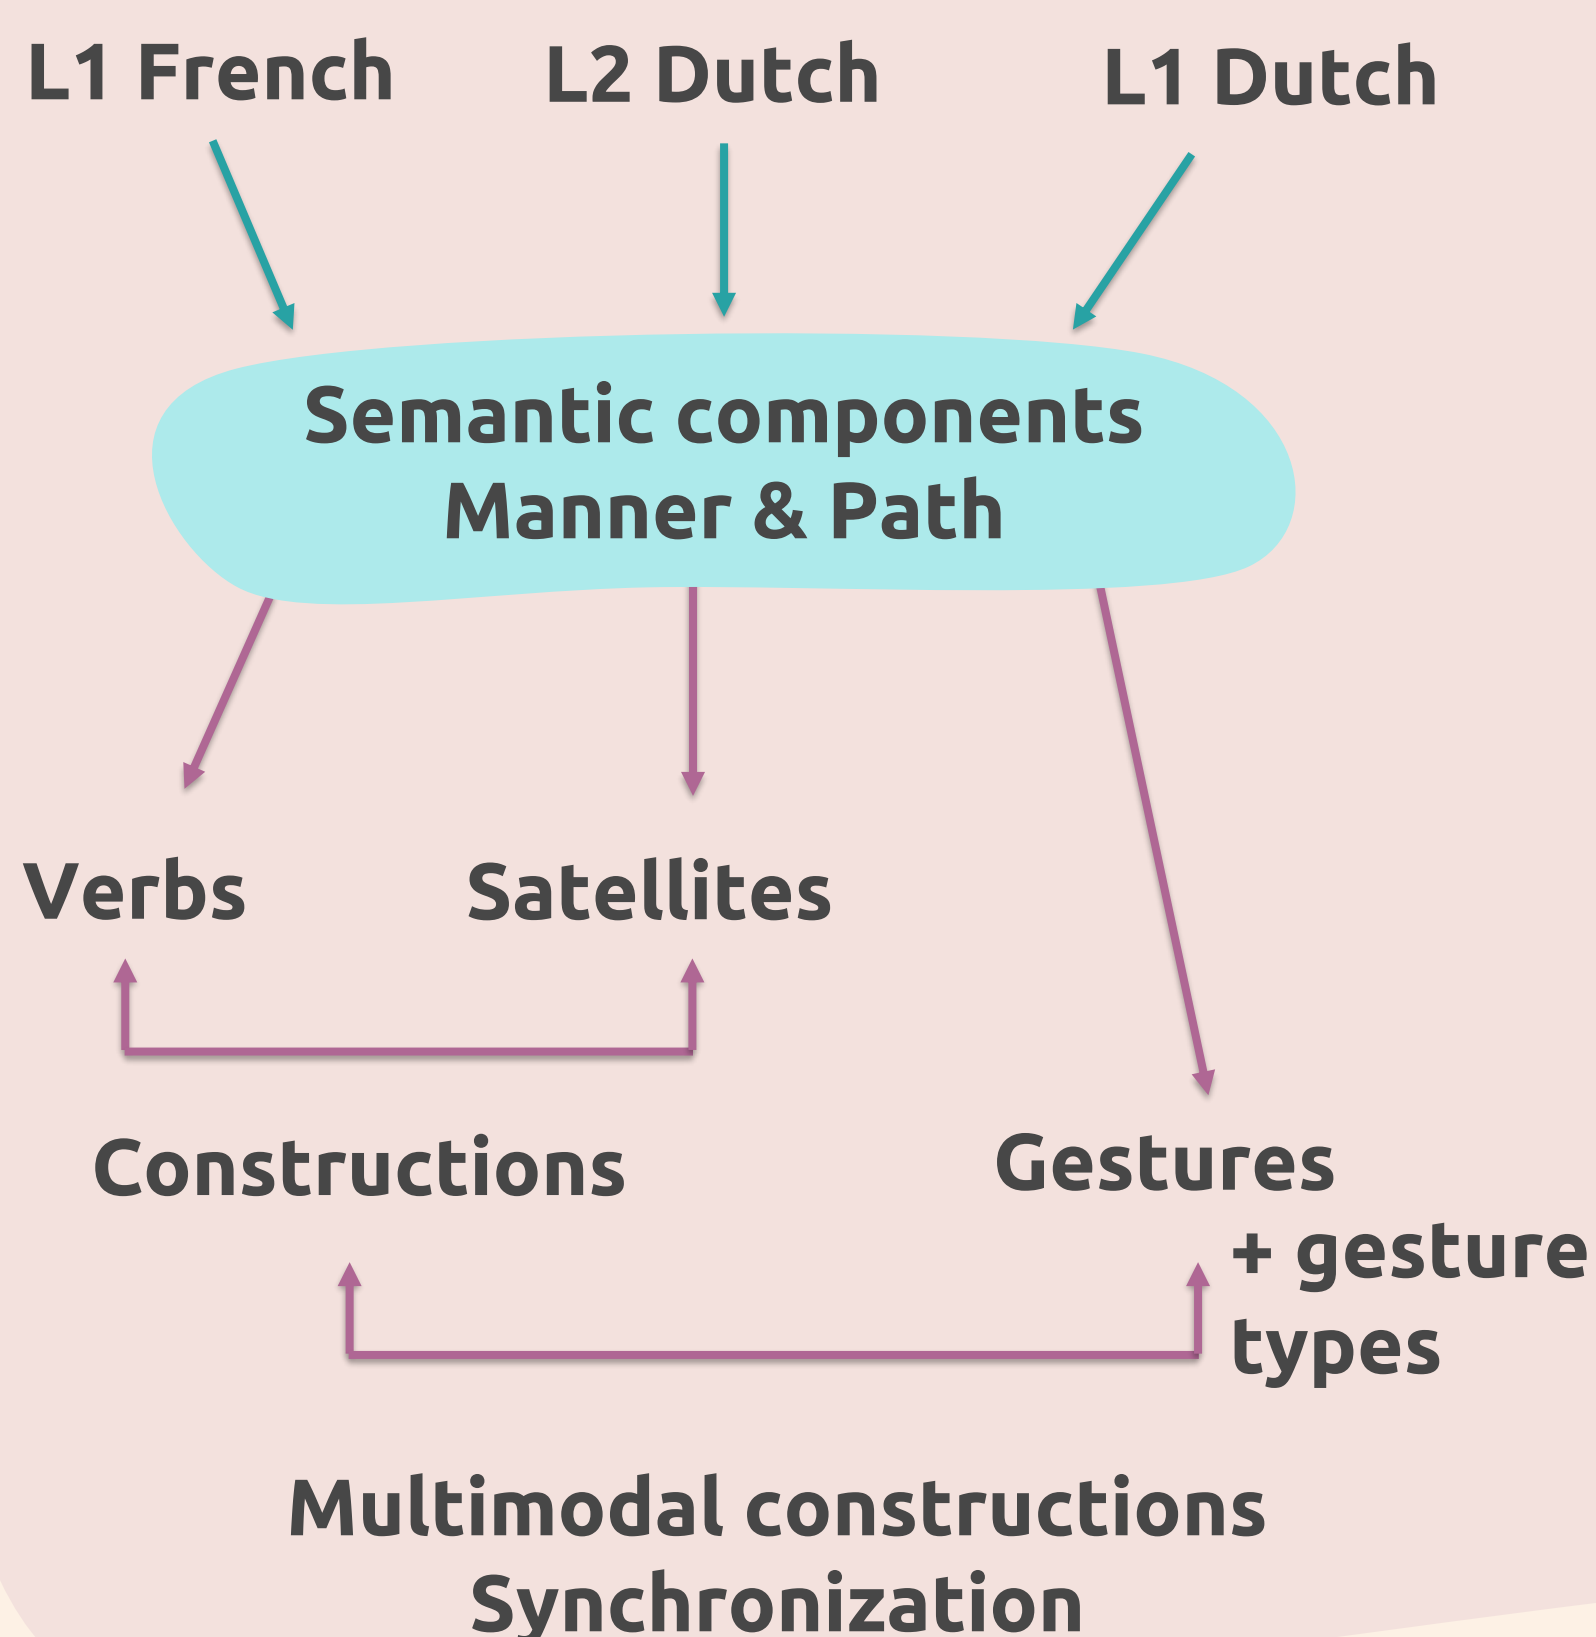 L1 French
L2 Dutch
L1 Dutch
Semantic components
Manner & Path
Verbs
Satellites
Constructions
Gestures
+ gesture
types
Multimodal constructions
Synchronization